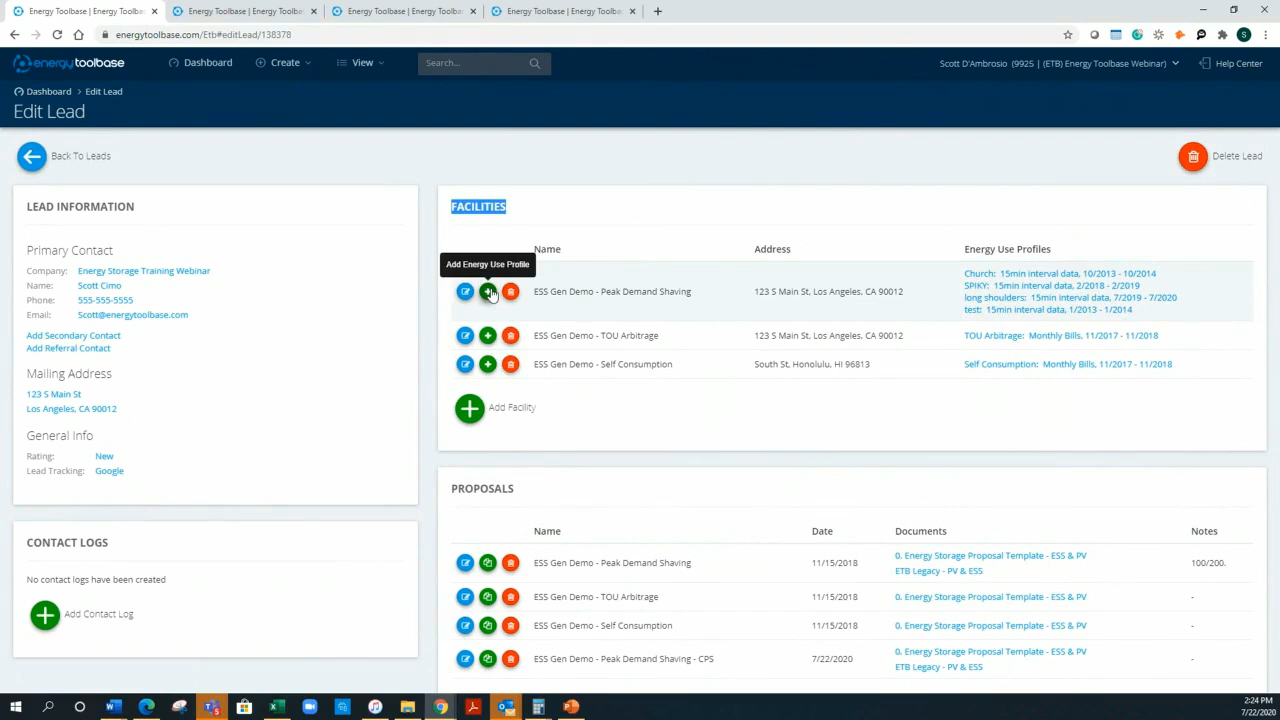 Energy Toolbase | Energy Toolba
Energy Toolbase | Energy Toolba
Energy Toolbase | Energy Toolba
Energy Toolbase | Energy Toolba
energytoolbase.com/Etb#editLead/138378
S
energytoolbase
Dashboard
Create
View
Search...
Scott D'Ambrosio (9925 | (ETB) Energy Toolbase Webinar)
Help Center
Dashboard > Edit Lead
Edit Lead
Back To Leads
Delete Lead
LEAD INFORMATION
Primary Contact
Company: Energy Storage Training Webinar
Name: Scott Cimo
Phone: 555-555-5555
Email: Scott@energytoolbase.com
Add Secondary Contact
Add Referral Contact
Mailing Address
123 S Main St
Los Angeles, CA 90012
General Info
Rating: New
Lead Tracking: Google
CONTACT LOGS
No contact logs have been created
Add Contact Log
FACILITIES
Name Address Energy Use Profiles
Add Energy Use Profile
ESS Gen Demo - Peak Demand Shaving 123 S Main St, Los Angeles, CA 90012
Church: 15min interval data, 10/2013 - 10/2014
SPIKY: 15min interval data, 2/2018 - 2/2019
long shoulders: 15min interval data, 7/2019 - 7/2020
test: 15min interval data, 1/2013 - 1/2014
ESS Gen Demo - TOU Arbitrage 123 S Main St, Los Angeles, CA 90012 TOU Arbitrage: Monthly Bills, 11/2017 - 11/2018
ESS Gen Demo - Self Consumption South St, Honolulu, HI 96813 Self Consumption: Monthly Bills, 11/2017 - 11/2018
Add Facility
PROPOSALS
Name Date Documents Notes
ESS Gen Demo - Peak Demand Shaving 11/15/2018 0. Energy Storage Proposal Template - ESS & PV 100/200.
ETB Legacy - PV & ESS
ESS Gen Demo - TOU Arbitrage 11/15/2018 0. Energy Storage Proposal Template - ESS & PV -
ESS Gen Demo - Self Consumption 11/15/2018 0. Energy Storage Proposal Template - ESS & PV -
ESS Gen Demo - Peak Demand Shaving - CPS 7/22/2020 0. Energy Storage Proposal Template - ESS & PV -
ETB Legacy - PV & ESS
2:24 PM
7/22/2020